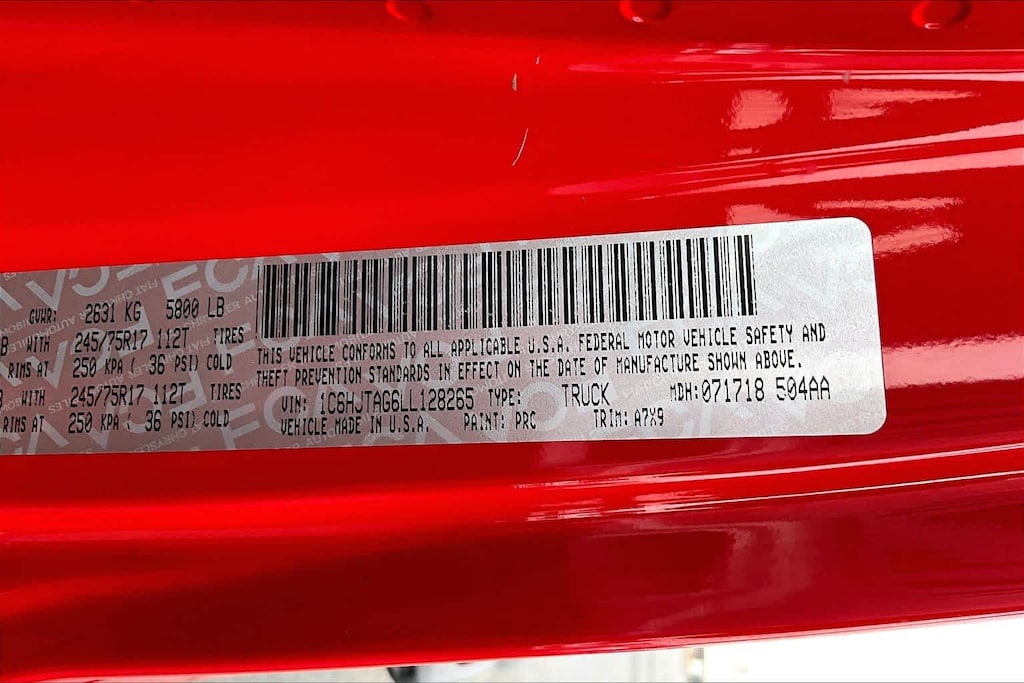 GVWR: 2631 KG 5800 LB
WITH 245/75R17 112T TIRES
RIMS AT 250 KPA ( 36 PSI) COLD
WITH 245/75R17 112T TIRES
RIMS AT 250 KPA ( 36 PSI) COLD
THIS VEHICLE CONFORMS TO ALL APPLICABLE U.S.A. FEDERAL MOTOR VEHICLE SAFETY AND
THEFT PREVENTION STANDARDS IN EFFECT ON THE DATE OF MANUFACTURE SHOWN ABOVE.
VIN: 1C6HJTAG6LL128265 TYPE: TRUCK MDH: 071718 504AA
VEHICLE MADE IN U.S.A. PAINT: PRC TRIM: A7X9